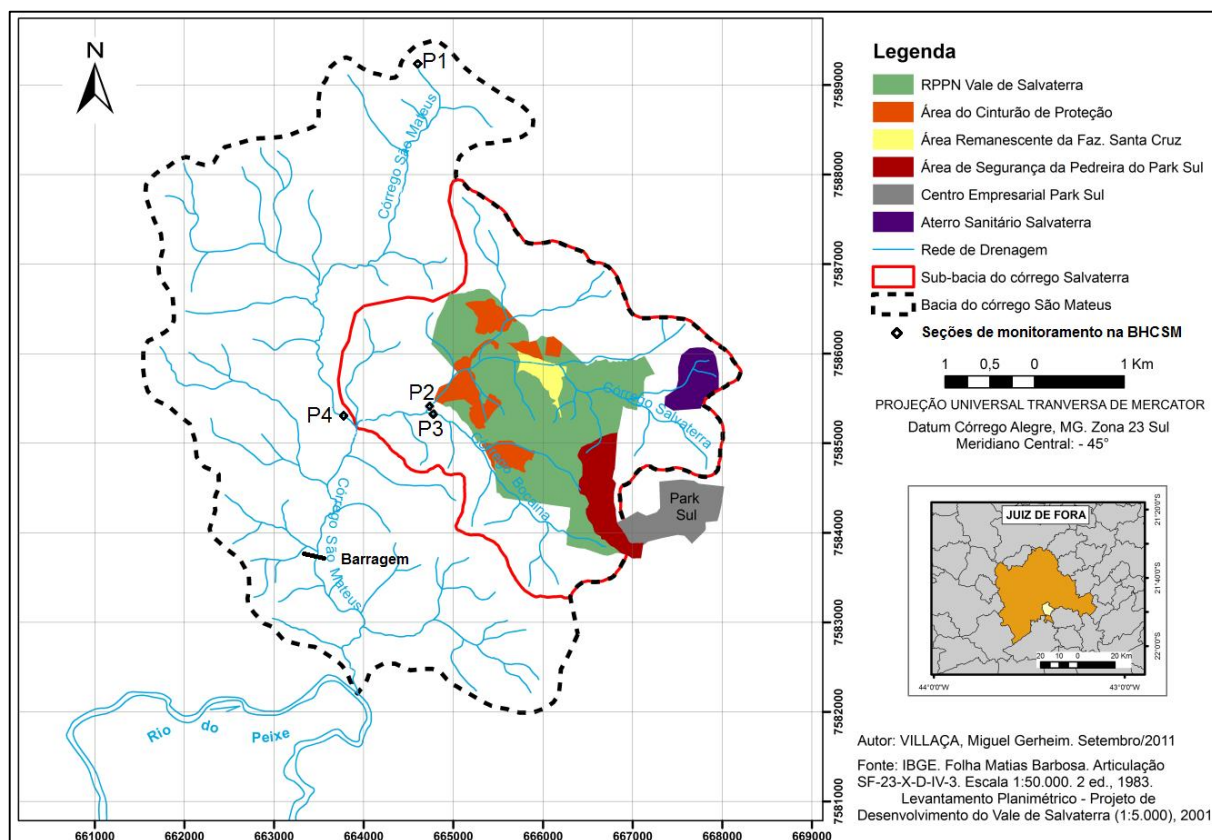 N
P1
Córrego São Mateus
P2
P3
P4
Córrego Salvaterra
Córrego Bocaina
Park
Sul
Córrego São Mateus
Barragem
Rio do Peixe
661000
662000
663000
664000
665000
666000
667000
668000
669000
7589000
7588000
7587000
7586000
7585000
7584000
7583000
7582000
7581000
Legenda
RPPN Vale de Salvaterra
Área do Cinturão de Proteção
Área Remanescente da Faz. Santa Cruz
Área de Segurança da Pedreira do Park Sul
Centro Empresarial Park Sul
Aterro Sanitário Salvaterra
Rede de Drenagem
Sub-bacia do córrego Salvaterra
Bacia do córrego São Mateus
Seções de monitoramento na BHCSM
1 0,5 0 1 Km
PROJEÇÃO UNIVERSAL TRANVERSA DE MERCATOR
Datum Córrego Alegre, MG. Zona 23 Sul
Meridiano Central: - 45°
JUIZ DE FORA
21°20'0"S
21°40'0"S
22°0'0"S
20 10 0 20 Km
44°0'0"W
43°0'0"W
Autor: VILLAÇA, Miguel Gerheim. Setembro/2011
Fonte: IBGE. Folha Matias Barbosa. Articulação
SF-23-X-D-IV-3. Escala 1:50.000. 2 ed., 1983.
Levantamento Planimétrico - Projeto de
Desenvolvimento do Vale de Salvaterra (1:5.000), 2001